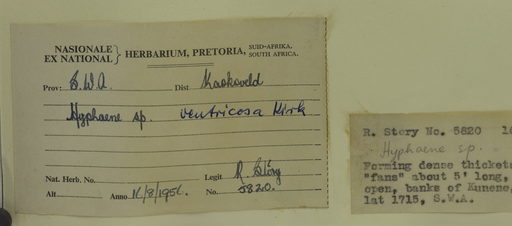 NASIONALE
EX NATIONAL} HERBARIUM, PRETORIA, SUID-AFRIKA.
SOUTH AFRICA.
Prov: S.W.A. Dist Kaokoveld
Hyphaene sp. ventricosa Kirk
Nat. Herb. No. Legit R. Story
Alt. Anno 16/8/1956. No. 5820.
R. Story No. 5820 16
Hyphaene sp.
Forming dense thickets
"fans" about 5' long,
open, banks of Kunene,
lat 1715, S.W.A.